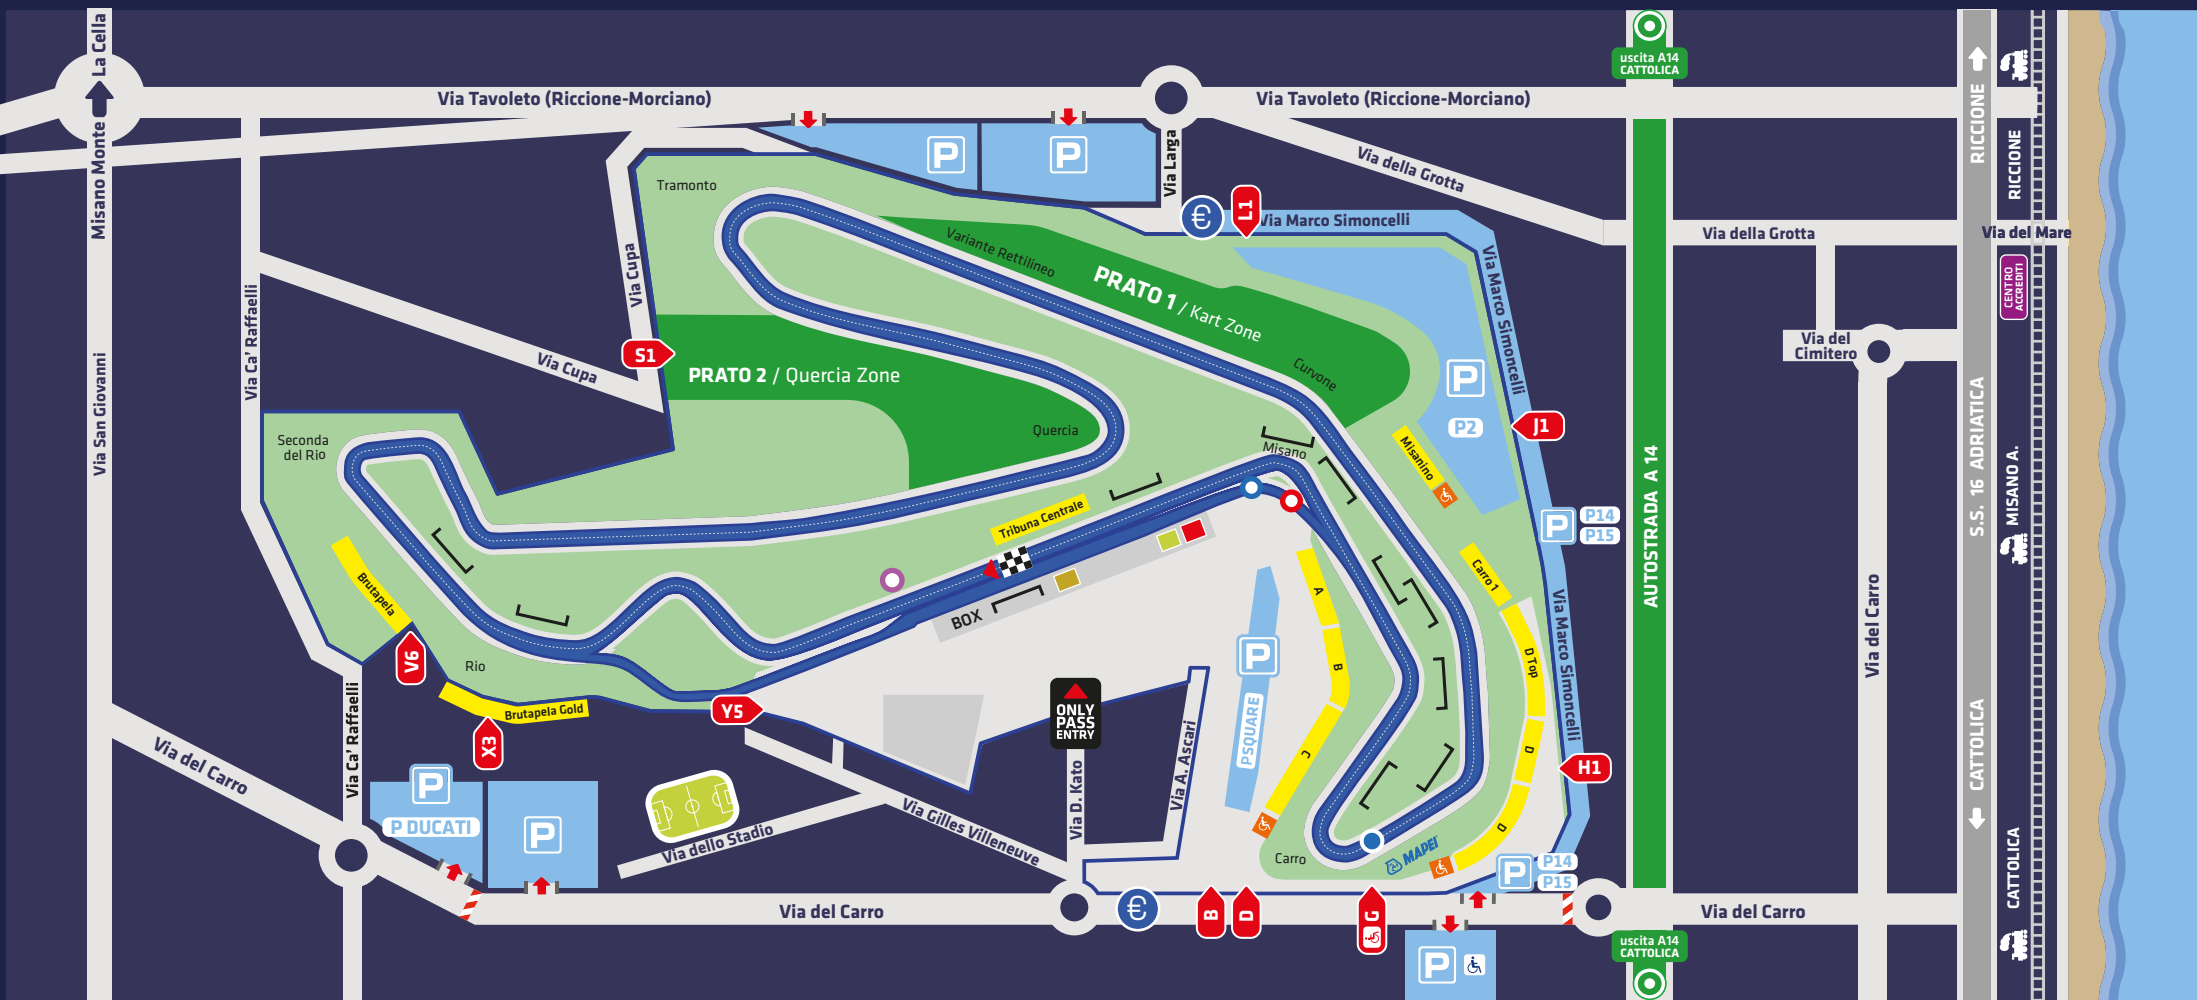 La Cella
Misano Monte
Via San Giovanni
Via Tavoleto (Riccione-Morciano)
Via Tavoleto (Riccione-Morciano)
uscita A14
CATTOLICA
RICCIONE
RICCIONE
P
P
Via Larga
Via della Grotta
Tramonto
€
L1
Via Marco Simoncelli
Via della Grotta
Via del Mare
Variante Rettilineo
PRATO 1 / Kart Zone
Via Marco Simoncelli
CENTRO
ACCREDITI
Via Cupa
Via Ca' Raffaelli
S1
Via Cupa
PRATO 2 / Quercia Zone
Curvone
P
P2
J1
Via del
Cimitero
Quercia
Seconda
del Rio
Misano
Misanino
AUTOSTRADA A 14
S.S. 16 ADRIATICA
MISANO A.
Tribuna Centrale
P
P14
P15
Brutapela
Carro 1
A
BOX
B
C
P
PSQUARE
D Top
D
D
Via Marco Simoncelli
Via del Carro
V6
Rio
Brutapela Gold
X3
Y5
ONLY
PASS
ENTRY
H1
CATTOLICA
Via del Carro
Via Ca' Raffaelli
P
P DUCATI
P
Via dello Stadio
Via Gilles Villeneuve
Via D. Kato
Via A. Ascari
Carro
MAPEI
P
P14
P15
CATTOLICA
Via del Carro
€
B
D
G
Via del Carro
P
uscita A14
CATTOLICA